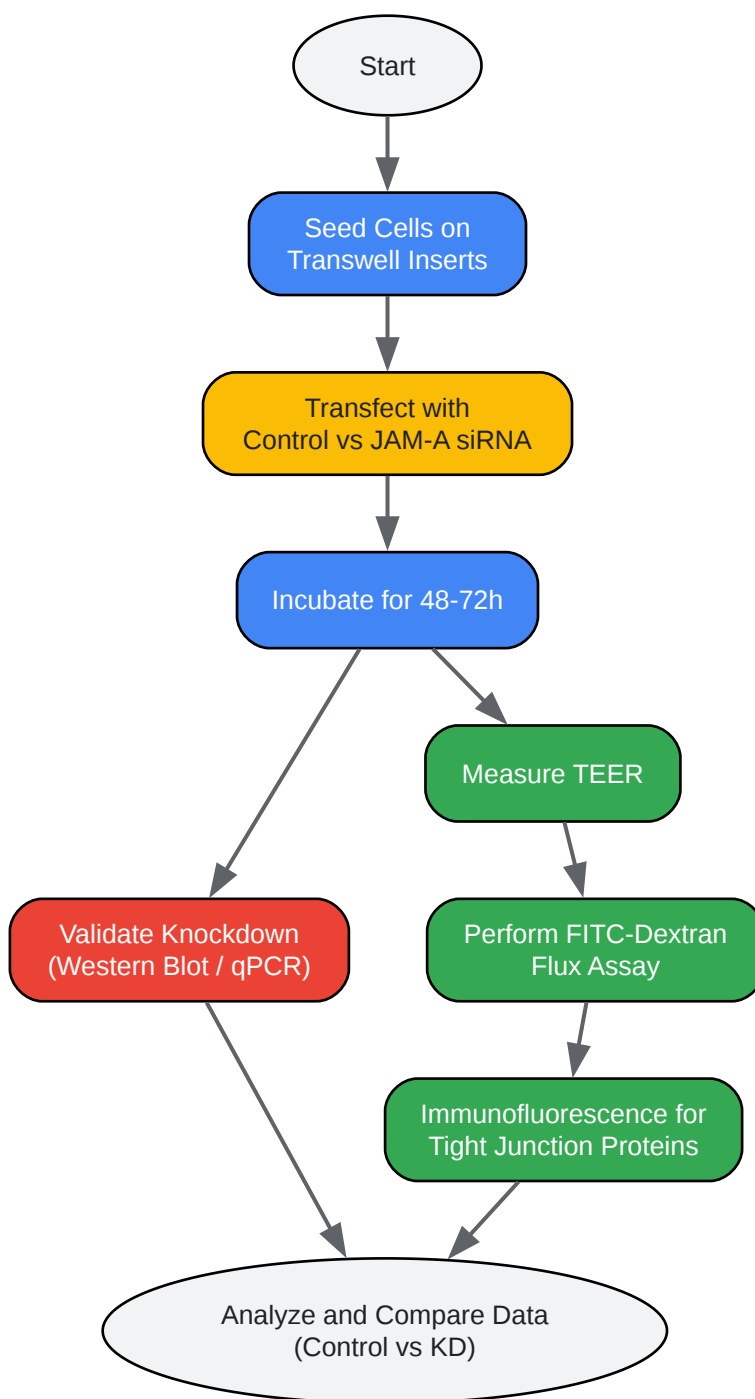 Start
Seed Cells on
Transwell Inserts
Transfect with
Control vs JAM-A siRNA
Incubate for 48-72h
Measure TEER
Validate Knockdown
(Western Blot / qPCR)
Perform FITC-Dextran
Flux Assay
Immunofluorescence for
Tight Junction Proteins
Analyze and Compare Data
(Control vs KD)